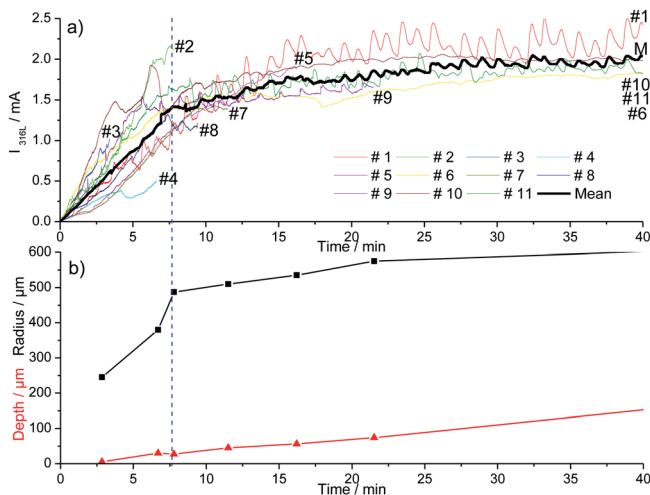 a)
2.5
2.0
1.5
1.0
0.5
0.0
I 316L / mA
#2
#3
#4
#8
#7
#5
#9
#1
M
#10
#11
#6
# 1 # 2 # 3 # 4
# 5 # 6 # 7 # 8
# 9 # 10 # 11 Mean
0 5 10 15 20 25 30 35 40
Time / min
b)
600
500
400
300
200
100
0
Depth / µm Radius / µm
0 5 10 15 20 25 30 35 40
Time / min